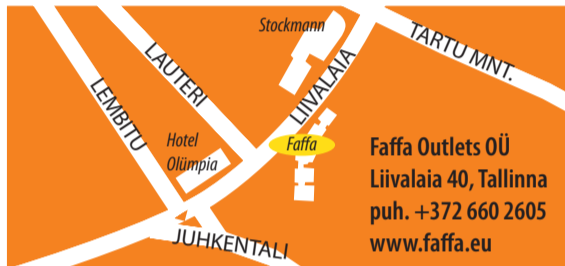 Stockmann
TARTU MNT.
LAUTERI
LIIVALAIA
LEMBITU
Hotel
Olümpia
Faffa
JUHKENTALI
Faffa Outlets OÜ
Liivalaia 40, Tallinna
puh. +372 660 2605
www.faffa.eu